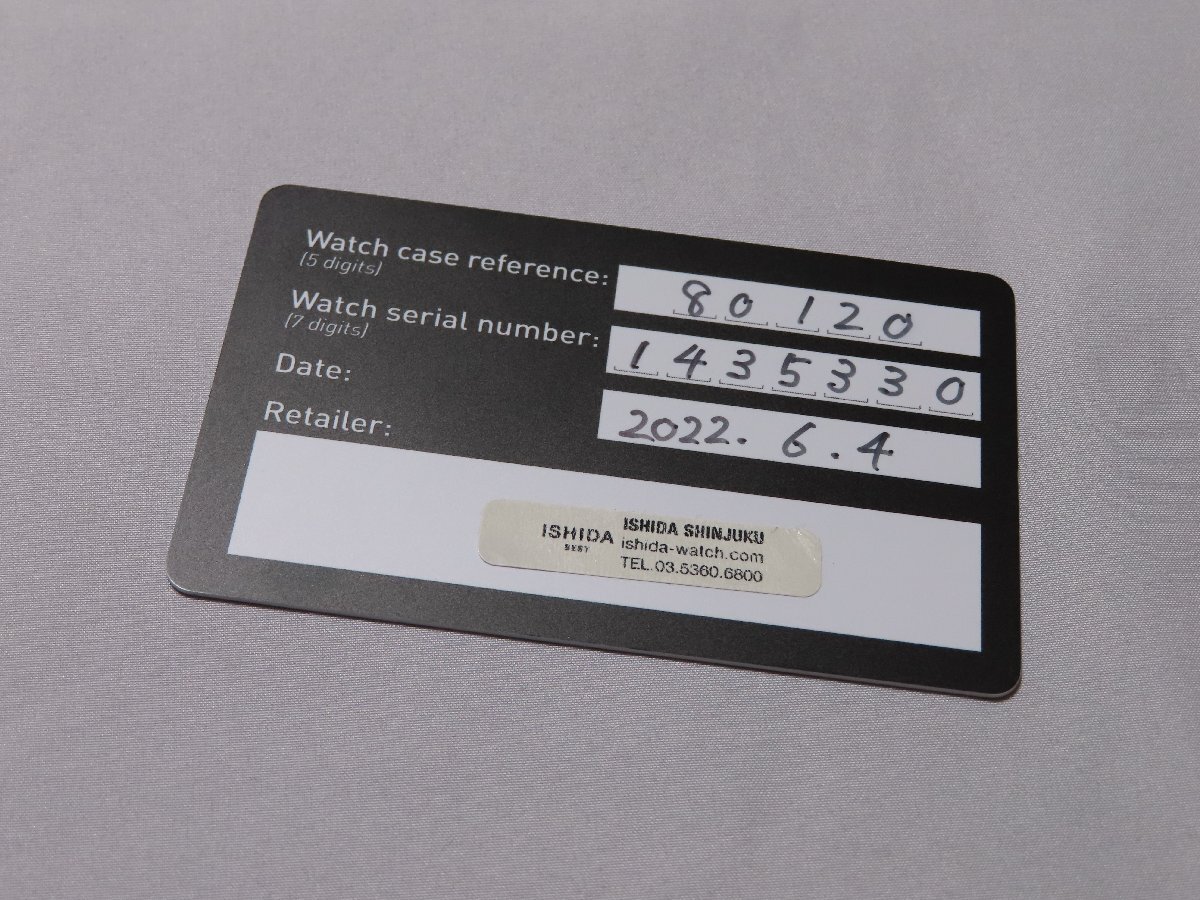 Watch case reference: 80120
(5 digits)
Watch serial number: 1435330
(7 digits)
Date: 2022. 6. 4
Retailer:
ISHIDA
BEST
ISHIDA SHINJUKU
ishida-watch.com
TEL.03.5360.6800